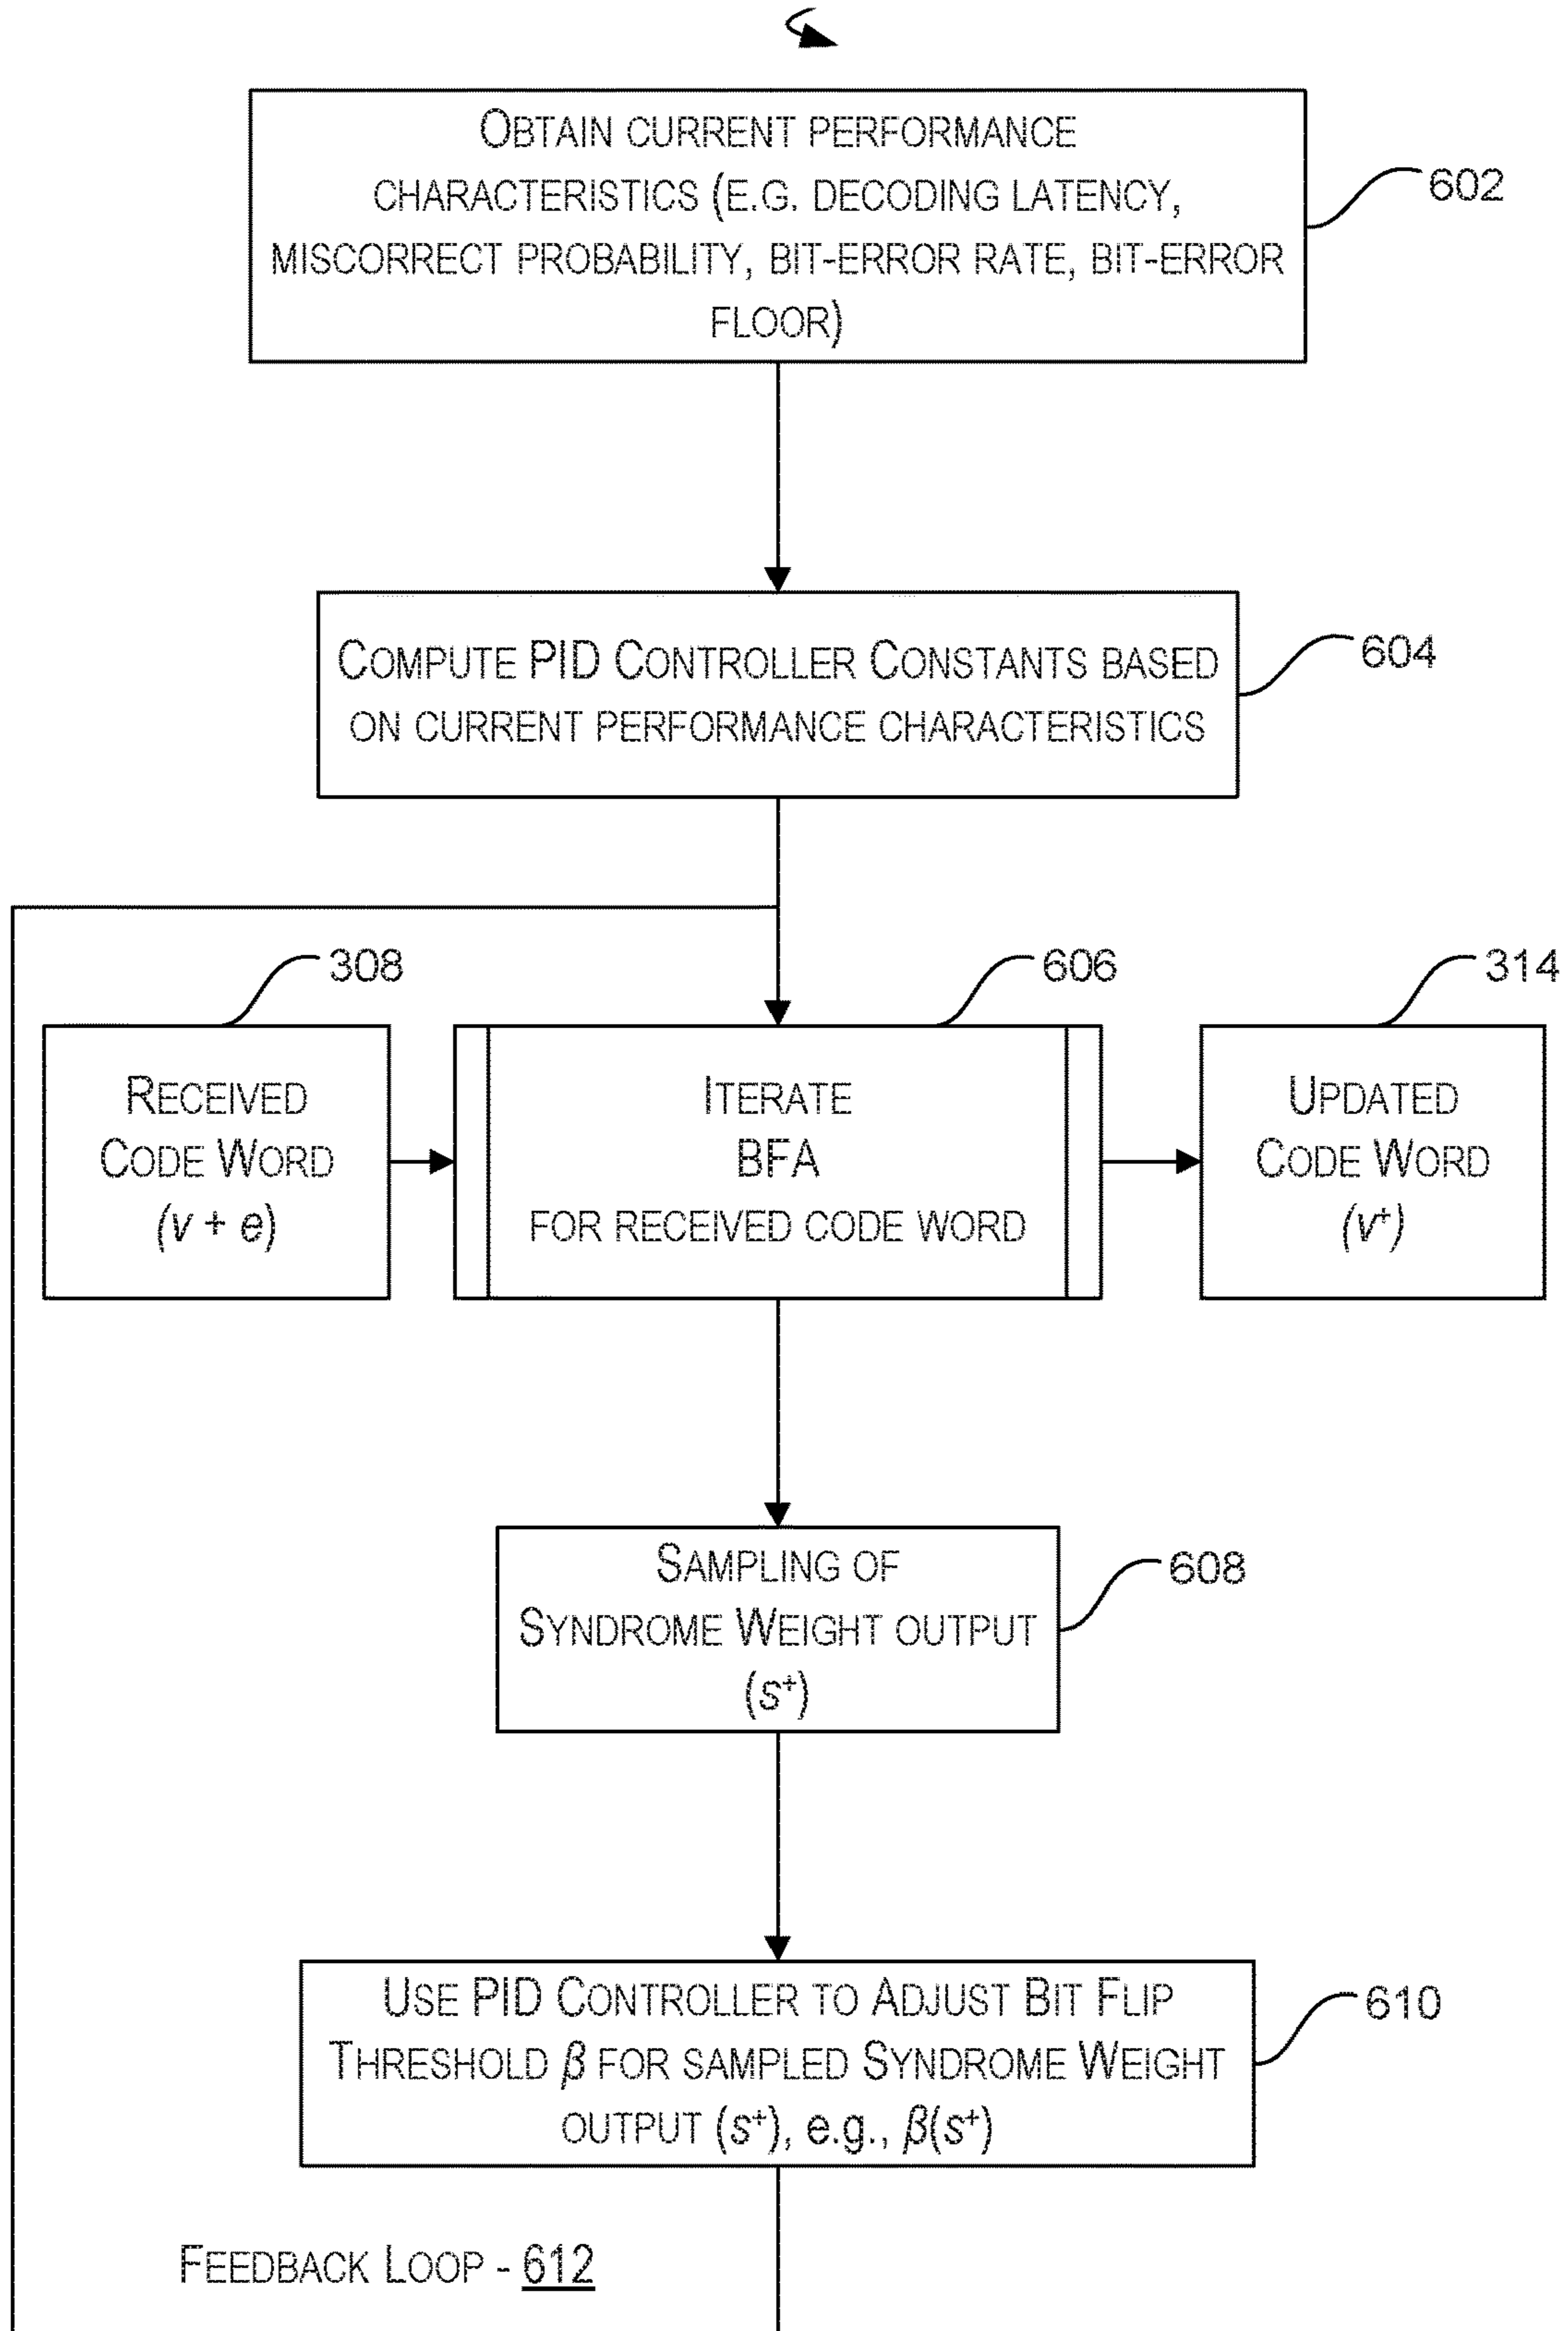 OBTAIN CURRENT PERFORMANCE
CHARACTERISTICS (E.G. DECODING LATENCY,
MISCORRECT PROBABILITY, BIT-ERROR RATE, BIT-ERROR
FLOOR)
602
COMPUTE PID CONTROLLER CONSTANTS BASED
ON CURRENT PERFORMANCE CHARACTERISTICS
604
308
606
314
RECEIVED
CODE WORD
(v + e)
ITERATE
BFA
FOR RECEIVED CODE WORD
UPDATED
CODE WORD
(v⁺)
SAMPLING OF
SYNDROME WEIGHT OUTPUT
(s⁺)
608
USE PID CONTROLLER TO ADJUST BIT FLIP
THRESHOLD β FOR SAMPLED SYNDROME WEIGHT
OUTPUT (s⁺), e.g., β(s⁺)
610
FEEDBACK LOOP - 612